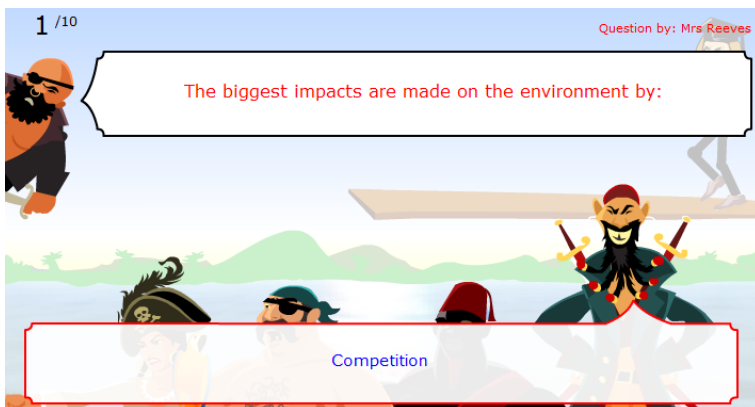 1 /10
Question by: Mrs Reeves
The biggest impacts are made on the environment by:
Competition